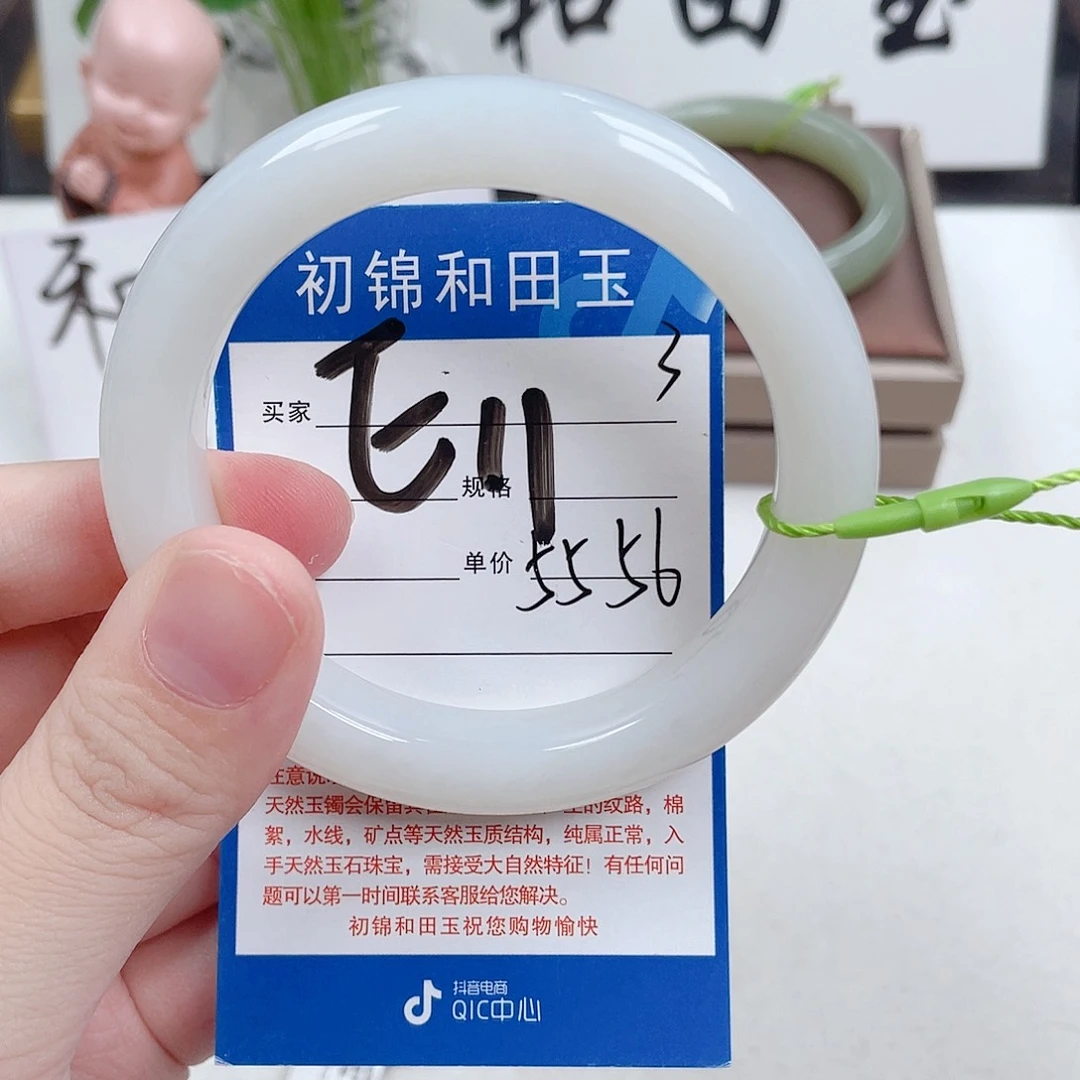 和田玉
和
初锦和田玉
3
买家
规格
单价 55 56
天然玉镯会保留其 的纹路，棉
絮，水线，矿点等天然玉质结构，纯属正常，入
手天然玉石珠宝，需接受大自然特征！有任何问
题可以第一时间联系客服给您解决。
初锦和田玉祝您购物愉快
抖音电商
QIC中心